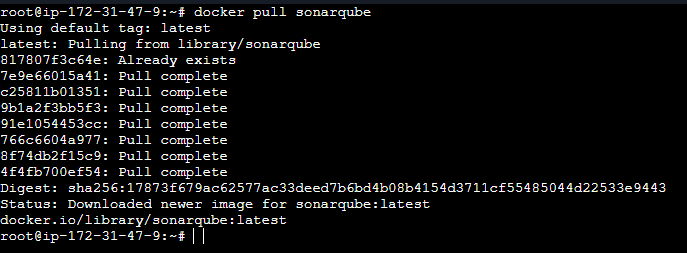 root@ip-172-31-47-9:~# docker pull sonarqube
Using default tag: latest
latest: Pulling from library/sonarqube
817807f3c64e: Already exists
7e9e66015a41: Pull complete
c25811b01351: Pull complete
9b1a2f3bb5f3: Pull complete
91e1054453cc: Pull complete
766c6604a977: Pull complete
8f74db2f15c9: Pull complete
4f4fb700ef54: Pull complete
Digest: sha256:17873f679ac62577ac33deed7b6bd4b08b4154d3711cf55485044d22533e9443
Status: Downloaded newer image for sonarqube:latest
docker.io/library/sonarqube:latest
root@ip-172-31-47-9:~#